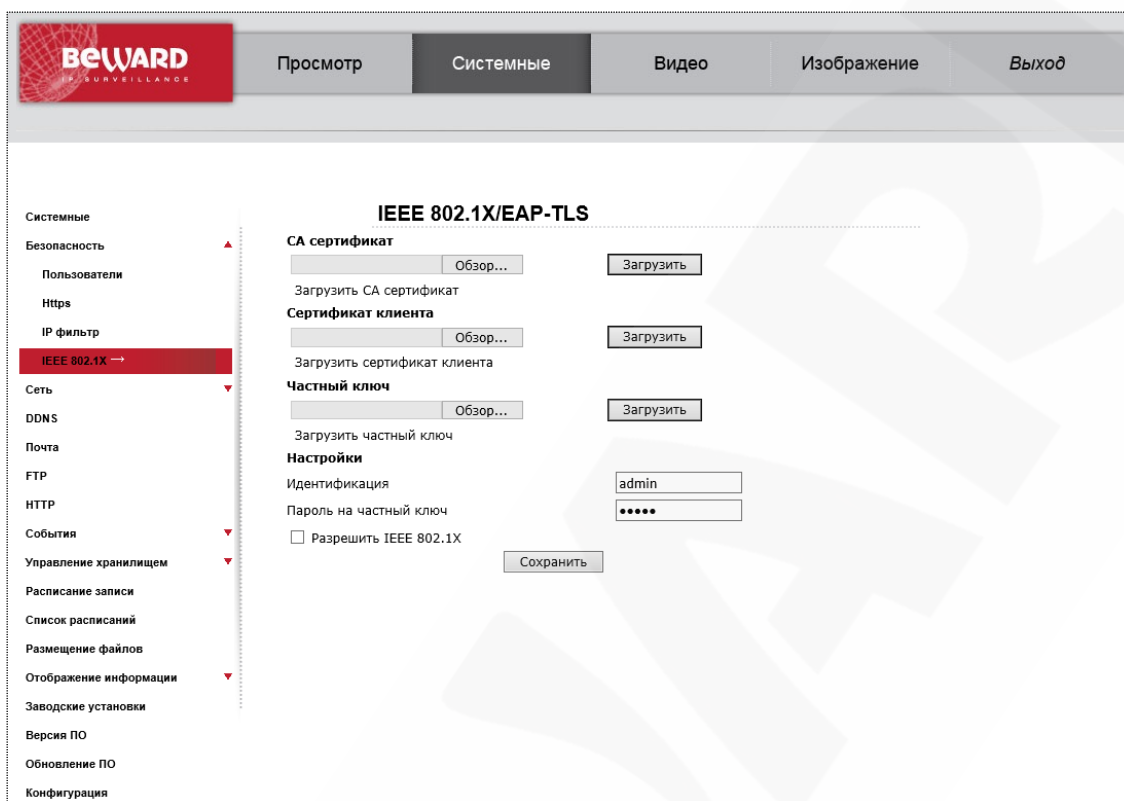 BEWARD
IP SURVEILLANCE
Просмотр
Системные
Видео
Изображение
Выход
Системные
Безопасность
Пользователи
Https
IP фильтр
IEEE 802.1X →
Сеть
DDNS
Почта
FTP
HTTP
События
Управление хранилищем
Расписание записи
Список расписаний
Размещение файлов
Отображение информации
Заводские установки
Версия ПО
Обновление ПО
Конфигурация
IEEE 802.1X/EAP-TLS
CA сертификат
Обзор... Загрузить
Загрузить CA сертификат
Сертификат клиента
Обзор... Загрузить
Загрузить сертификат клиента
Частный ключ
Обзор... Загрузить
Загрузить частный ключ
Настройки
Идентификация admin
Пароль на частный ключ •••••
Разрешить IEEE 802.1X
Сохранить